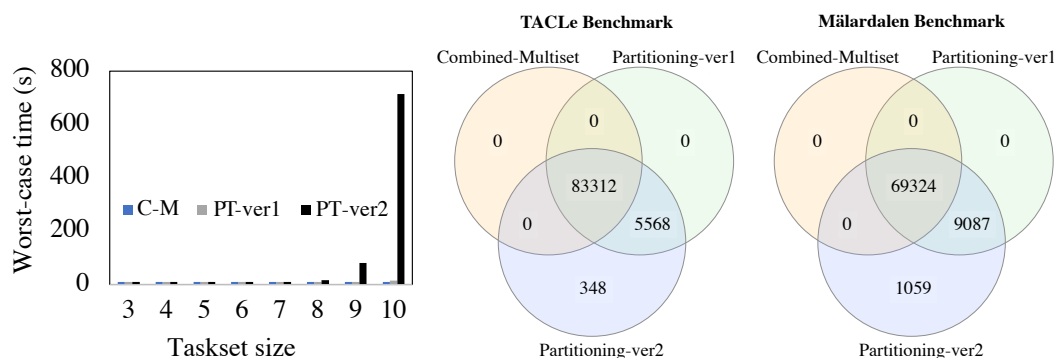 800
600
400
200
0
Worst-case time (s)
C-M PT-ver1 PT-ver2
3 4 5 6 7 8 9 10
Taskset size
TACLe Benchmark
Combined-Multiset Partitioning-ver1
0
0 0
83312
0 5568
348
Partitioning-ver2
Mälardalen Benchmark
Combined-Multiset Partitioning-ver1
0
0 0
69324
0 9087
1059
Partitioning-ver2